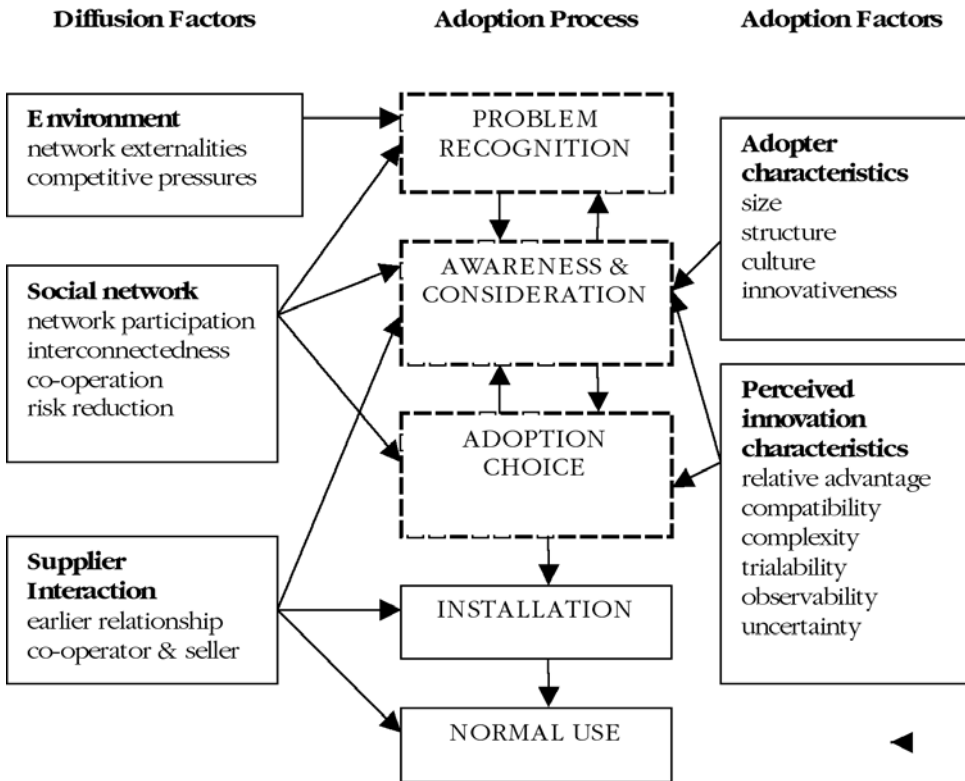 Diffusion Factors
Adoption Process
Adoption Factors
Environment
network externalities
competitive pressures
Social network
network participation
interconnectedness
co-operation
risk reduction
Supplier
Interaction
earlier relationship
co-operator & seller
PROBLEM
RECOGNITION
AWARENESS &
CONSIDERATION
ADOPTION
CHOICE
INSTALLATION
NORMAL USE
Adopter
characteristics
size
structure
culture
innovativeness
Perceived
innovation
characteristics
relative advantage
compatibility
complexity
trialability
observability
uncertainty